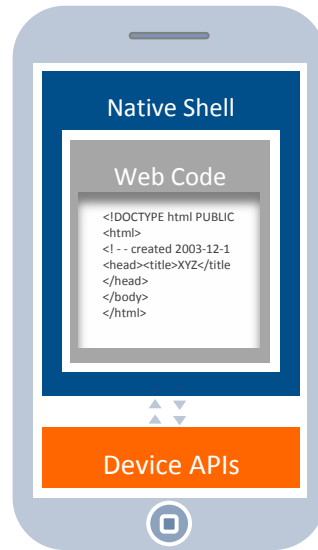 Native Shell
Web Code
<!DOCTYPE html PUBLIC
<html>
<! - - created 2003-12-1
<head><title>XYZ</title
</head>
</body>
</html>
Device APIs